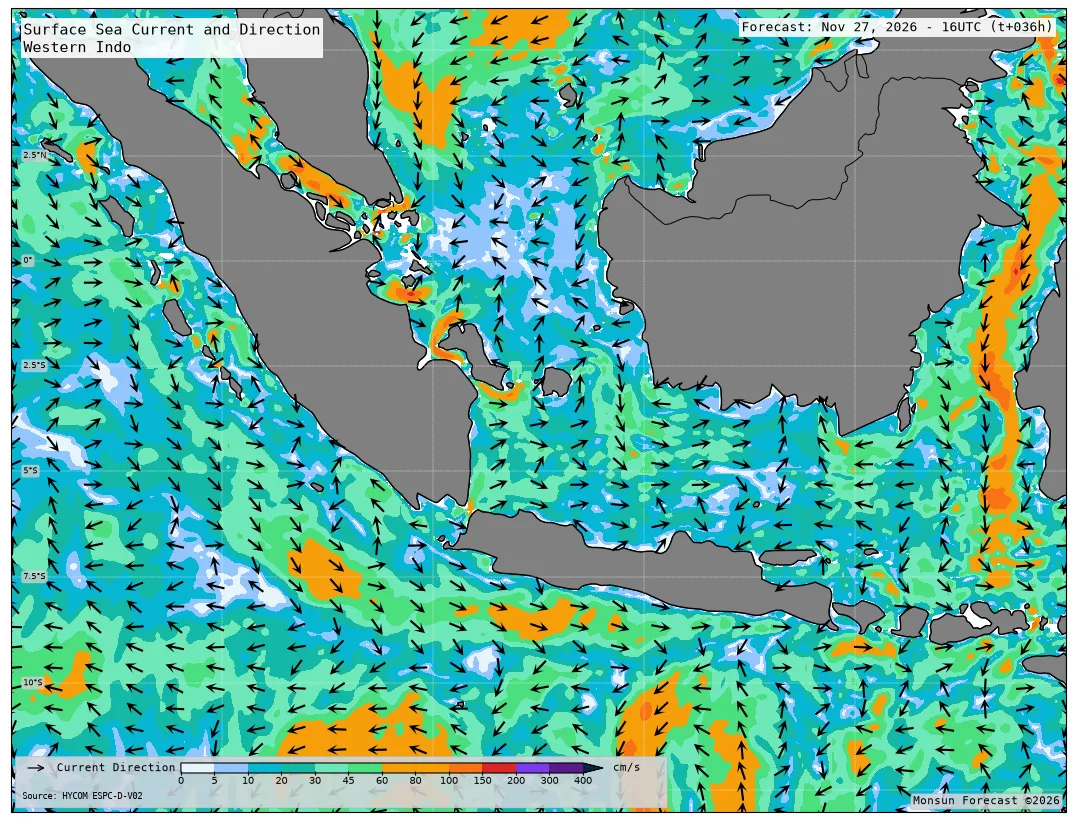 Surface Sea Current and Direction
Western Indo
Forecast: Nov 27, 2026 - 16UTC (t+036h)
2.5°N
0°
2.5°S
5°S
7.5°S
10°S
Current Direction
0 5 10 20 30 45 60 80 100 150 200 300 400 cm/s
Source: HYCOM ESPC-D-V02
Monsun Forecast ©2026